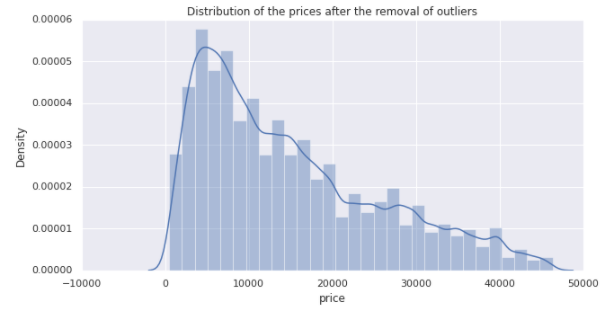 Distribution of the prices after the removal of outliers
0.00006
0.00005
0.00004
0.00003
0.00002
0.00001
0.00000
Density
−10000 0 10000 20000 30000 40000 50000
price